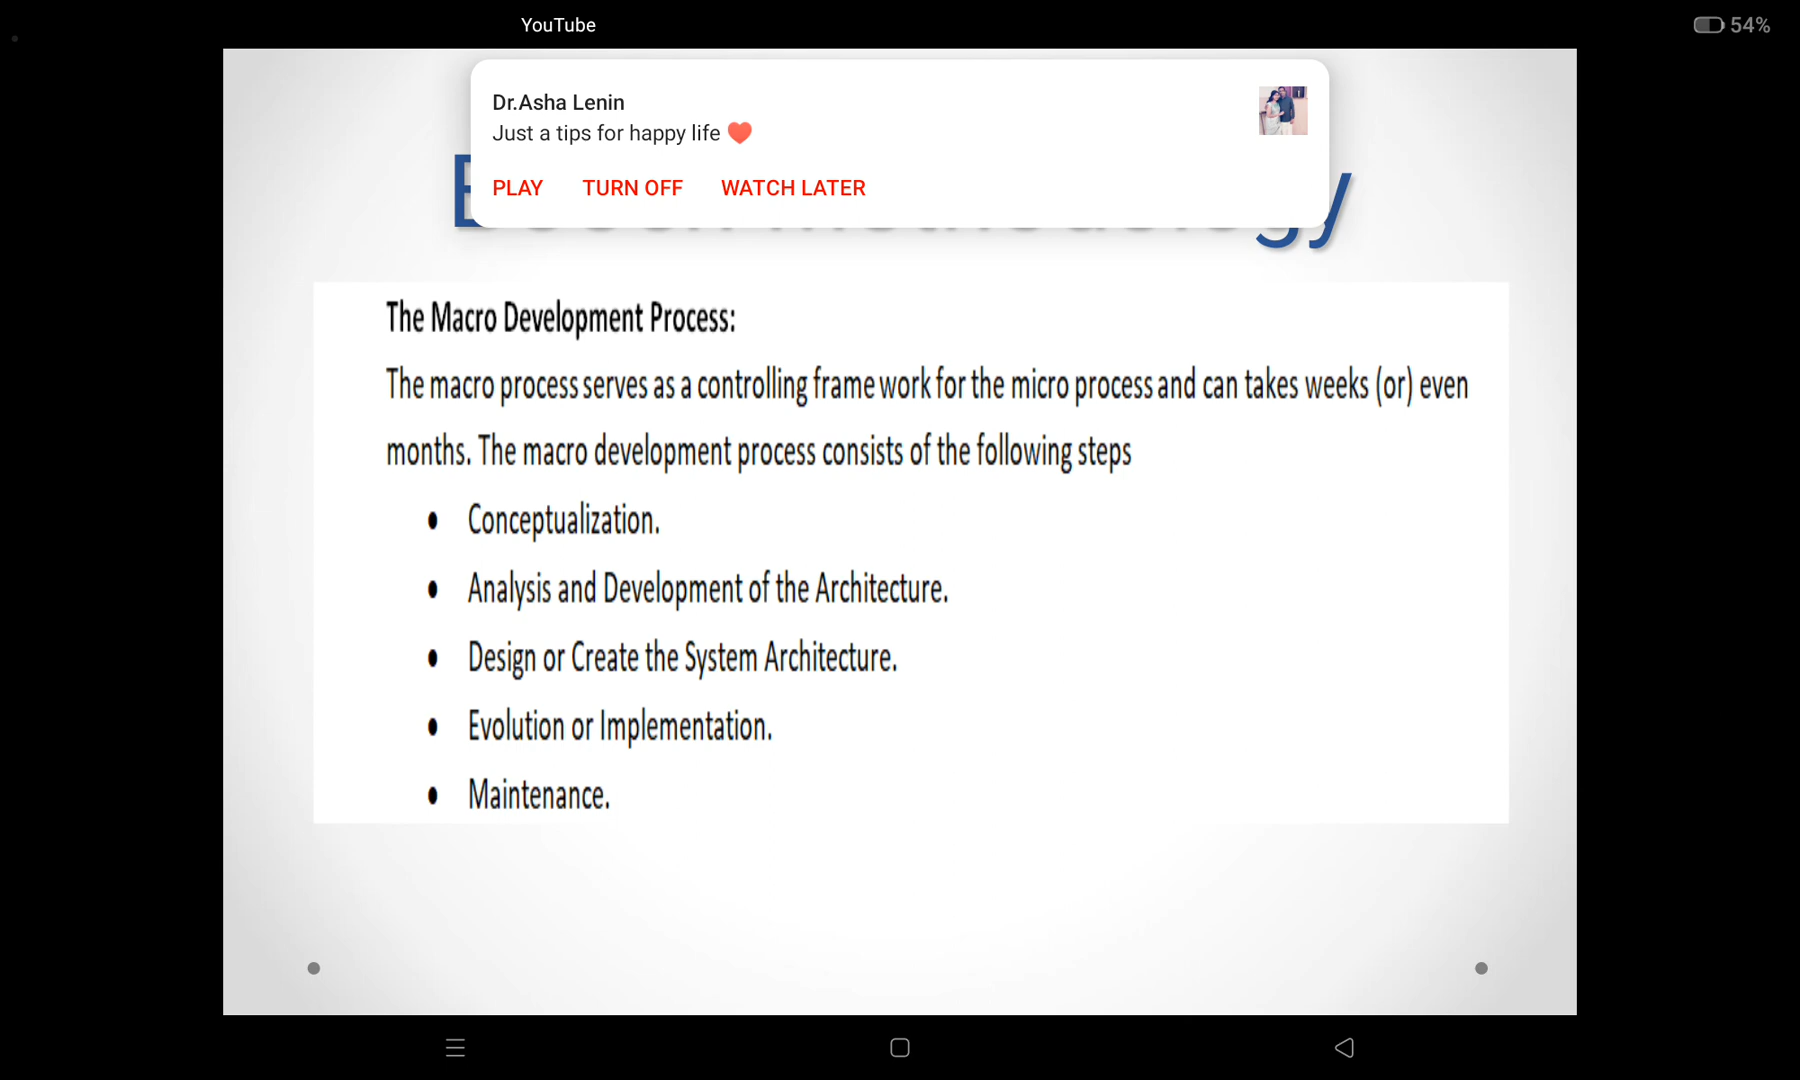 YouTube
54%
Dr.Asha Lenin
Just a tips for happy life ❤️
PLAY TURN OFF WATCH LATER
The Macro Development Process:
The macro process serves as a controlling frame work for the micro process and can takes weeks (or) even
months. The macro development process consists of the following steps
• Conceptualization.
• Analysis and Development of the Architecture.
• Design or Create the System Architecture.
• Evolution or Implementation.
• Maintenance.